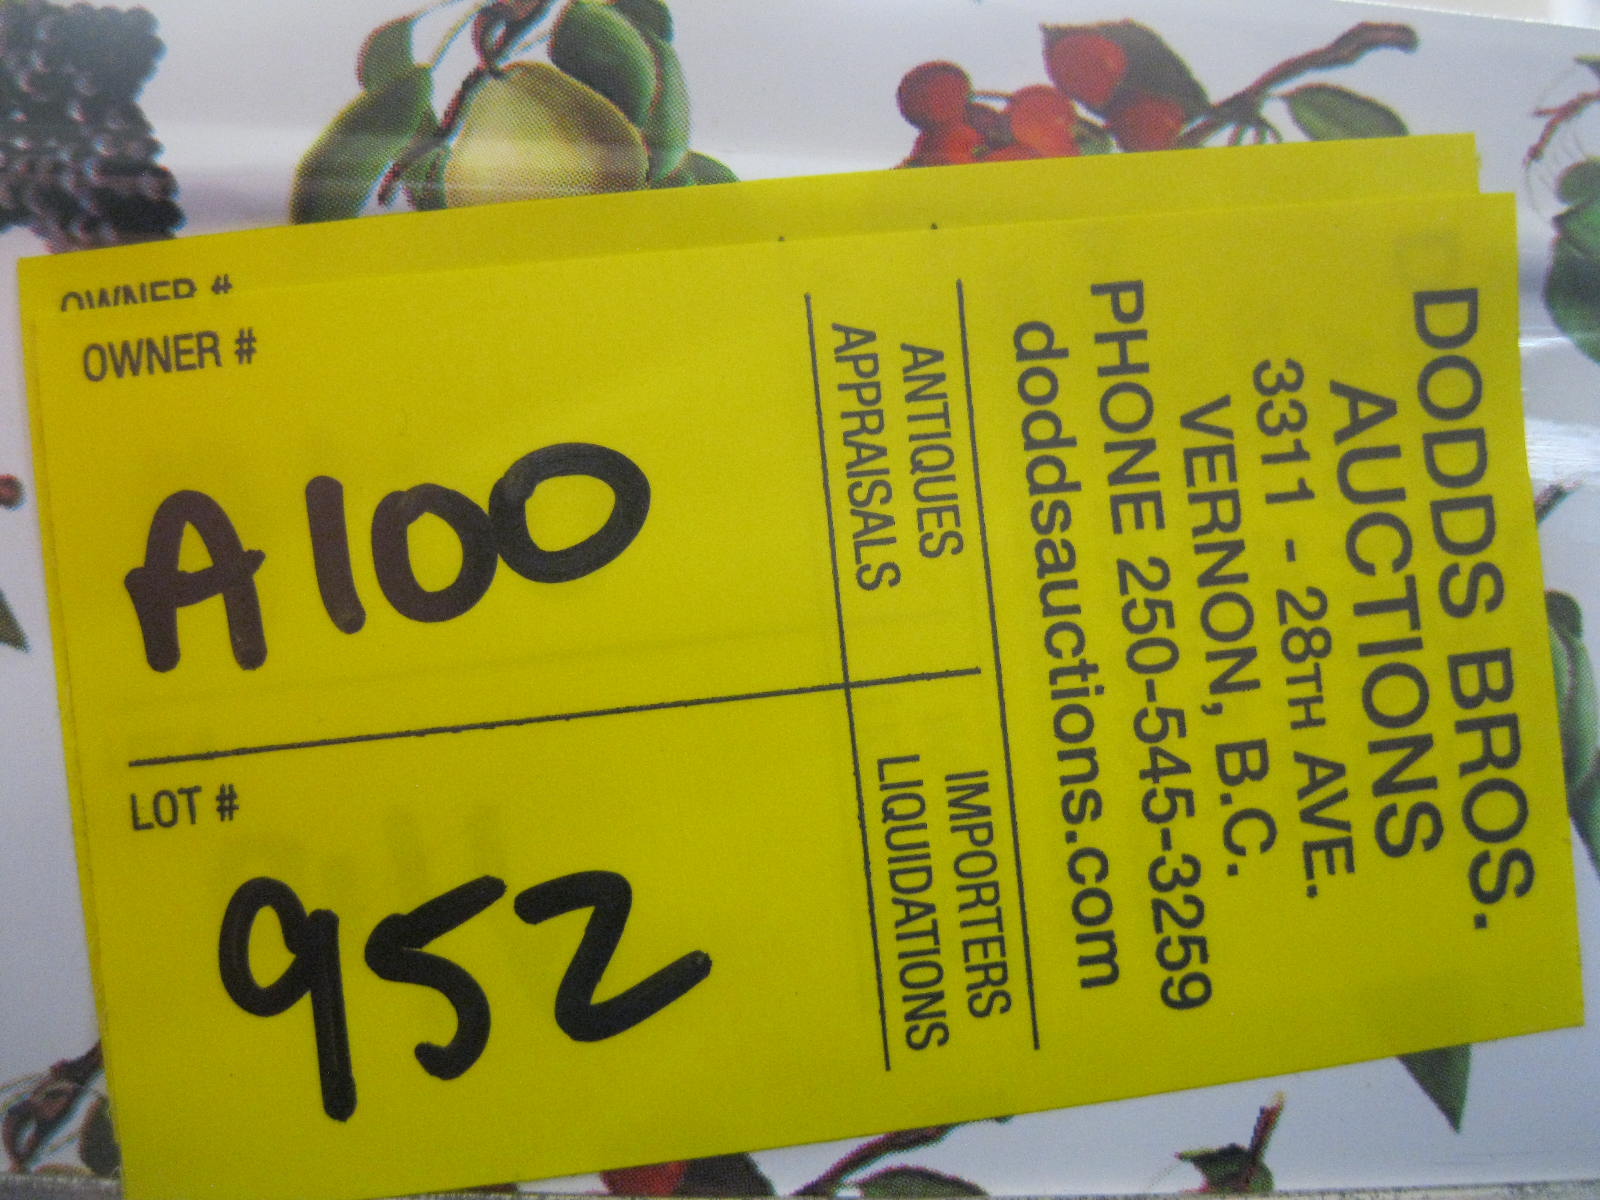 OWNER #
OWNER #
A100
LOT #
952
DODDS BROS.
AUCTIONS
3311 - 28TH AVE.
VERNON, B.C.
PHONE 250-545-3259
doddsauctions.com
ANTIQUES
APPRAISALS
IMPORTERS
LIQUIDATIONS